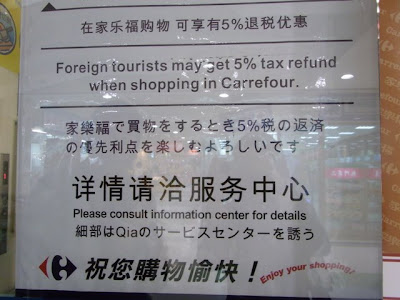 在家乐福购物 可享有5%退税优惠
Foreign tourists may get 5% tax refund
when shopping in Carrefour.
家樂福で買物をするとき5%税の返済
の優先利点を楽しむよろしいです
详情请洽服务中心
Please consult information center for details
細部はQiaのサービスセンターを誘う
祝您購物愉快！
Enjoy your shopping!